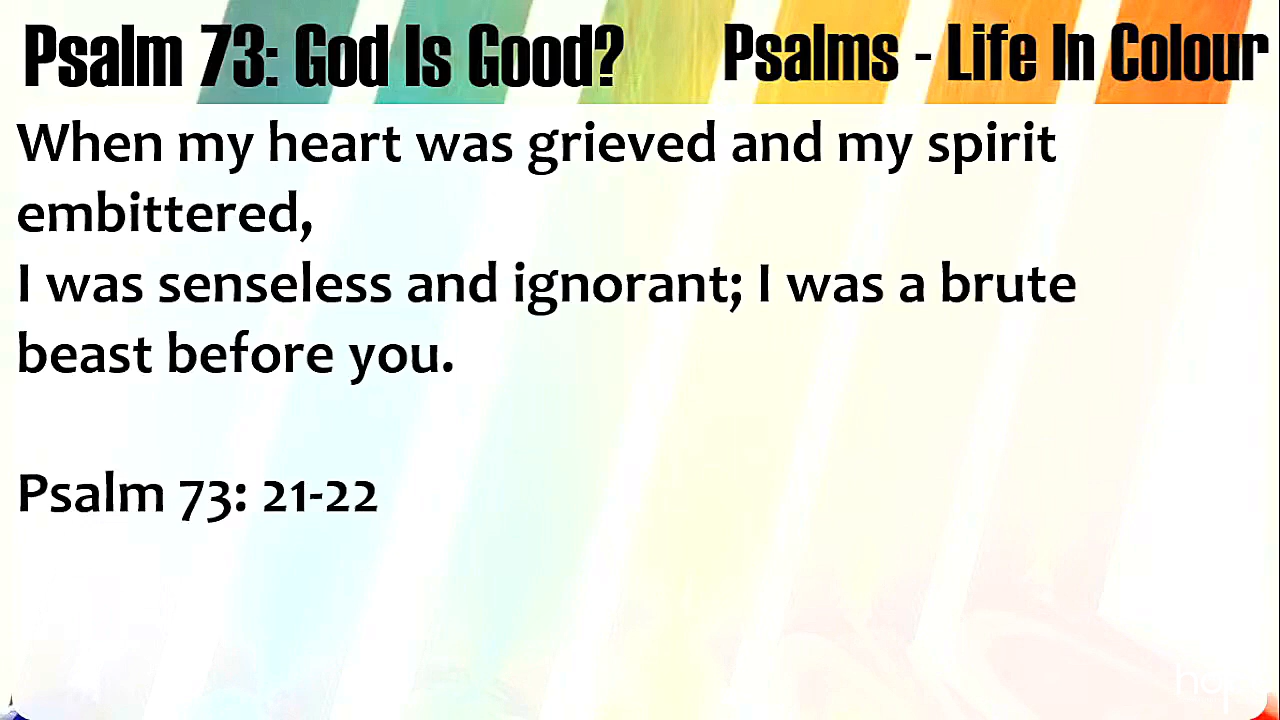 Psalm 73: God Is Good?
Psalms - Life In Colour
When my heart was grieved and my spirit
embittered,
I was senseless and ignorant; I was a brute
beast before you.
Psalm 73: 21-22